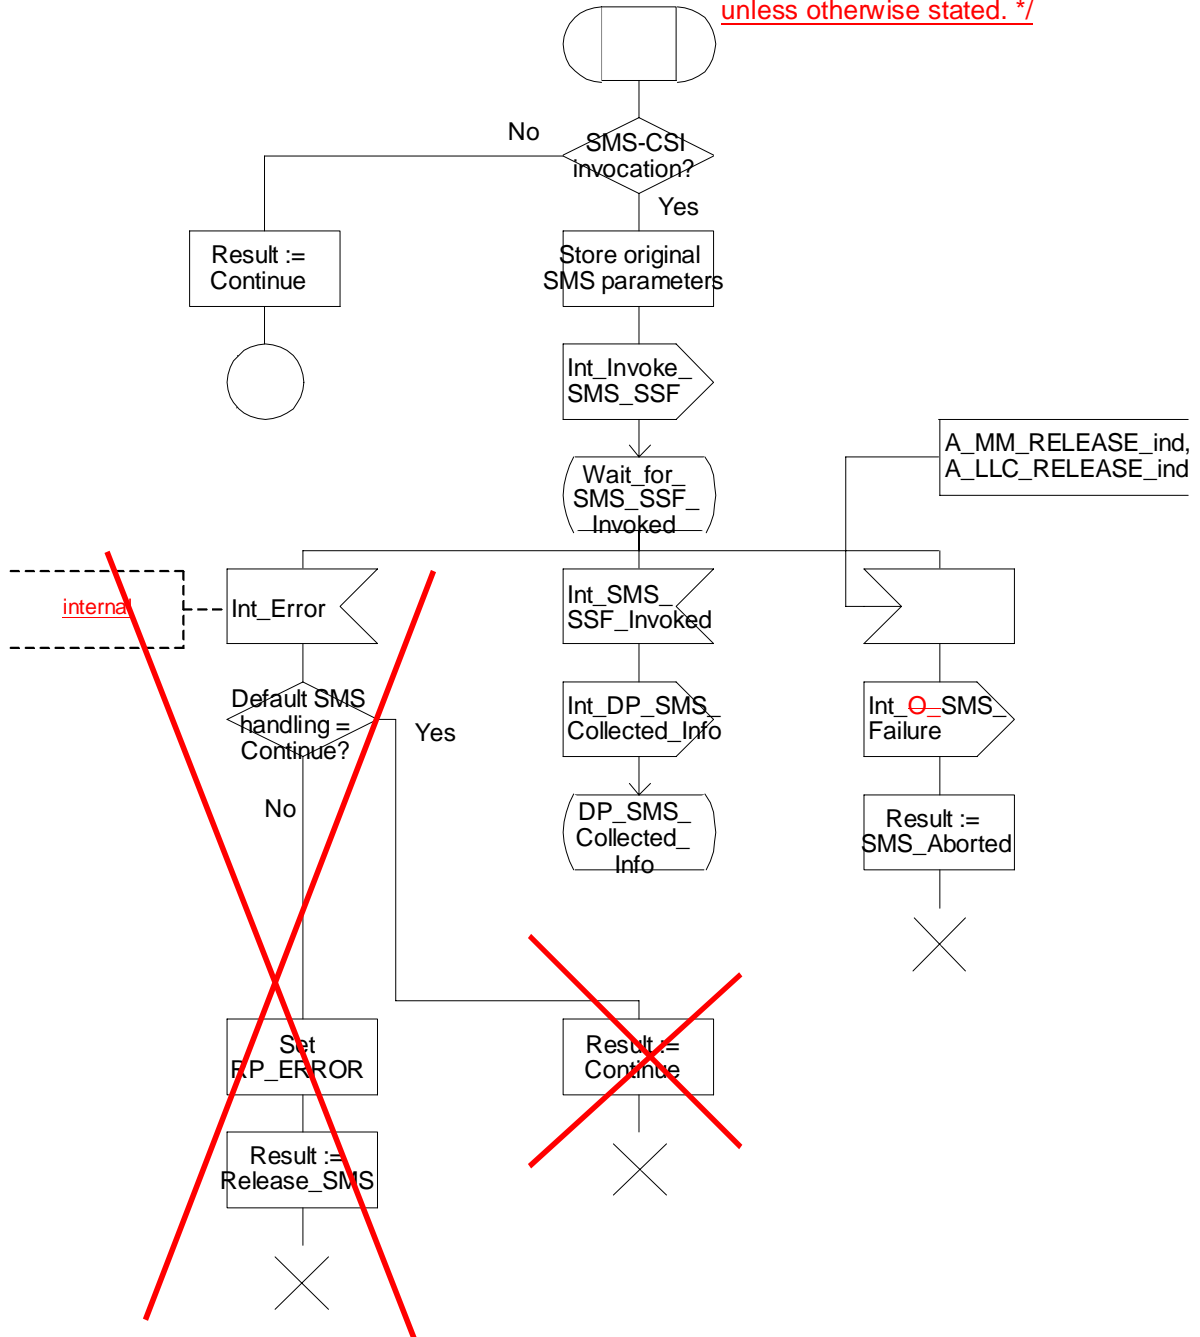 unless otherwise stated. */
No
SMS-CSI
invocation?
Yes
Result :=
Continue
Store original
SMS parameters
Int_Invoke_
SMS_SSF
A_MM_RELEASE_ind,
A_LLC_RELEASE_ind
Wait_for_
SMS_SSF_
Invoked
internal
Int_Error
Int_SMS_
SSF_Invoked
Default SMS
handling =
Continue?
Yes
No
Int_DP_SMS_
Collected_Info
Int_O_SMS_
Failure
DP_SMS_
Collected_
Info
Result :=
SMS_Aborted
Set
RP_ERROR
Result :=
Continue
Result :=
Release_SMS